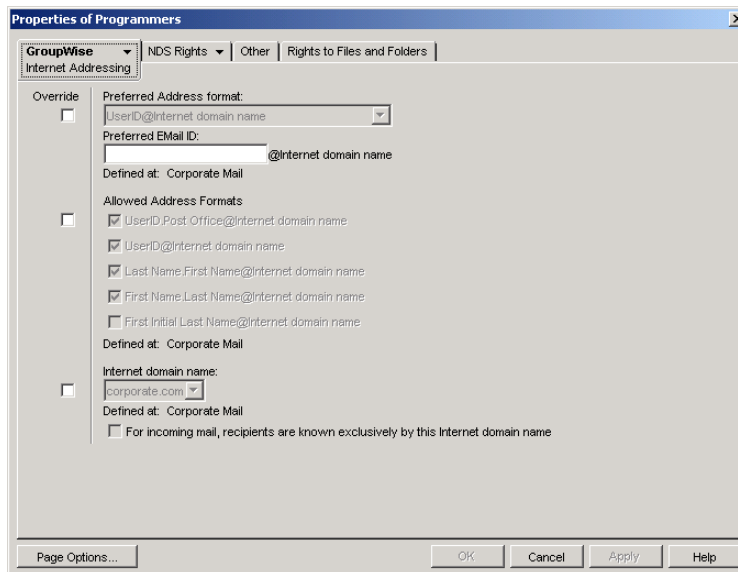 Properties of Programmers
GroupWise NDS Rights Other Rights to Files and Folders
Internet Addressing
Override Preferred Address format:
UserID@Internet domain name
Preferred EMail ID:
@Internet domain name
Defined at: Corporate Mail
Allowed Address Formats
UserID.Post Office@Internet domain name
UserID@Internet domain name
Last Name.First Name@Internet domain name
First Name.Last Name@Internet domain name
First Initial Last Name@Internet domain name
Defined at: Corporate Mail
Internet domain name:
corporate.com
Defined at: Corporate Mail
For incoming mail, recipients are known exclusively by this Internet domain name
Page Options... OK Cancel Apply Help